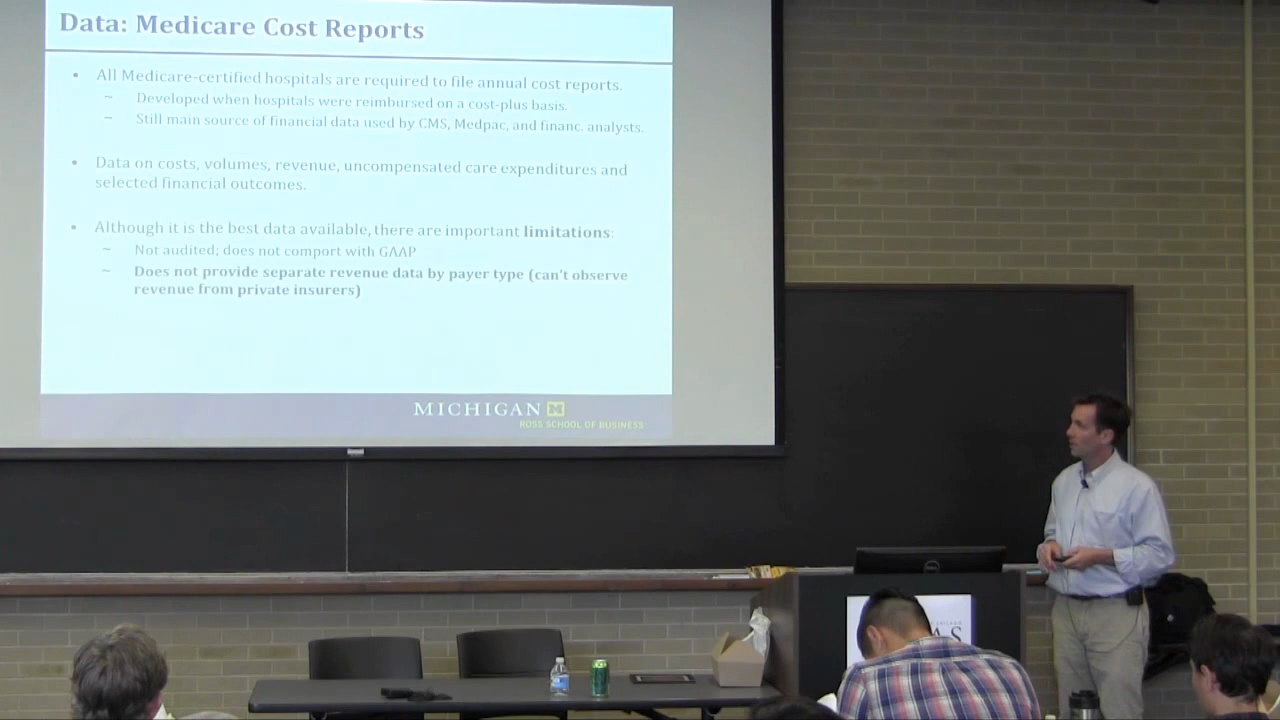 Data: Medicare Cost Reports
• All Medicare-certified hospitals are required to file annual cost reports.
~ Developed when hospitals were reimbursed on a cost-plus basis.
~ Still main source of financial data used by CMS, Medpac, and financ. analysts.
• Data on costs, volumes, revenue, uncompensated care expenditures and
selected financial outcomes.
• Although it is the best data available, there are important limitations:
~ Not audited; does not comport with GAAP
~ Does not provide separate revenue data by payer type (can't observe
revenue from private insurers)
MICHIGAN
ROSS SCHOOL OF BUSINESS
DELL